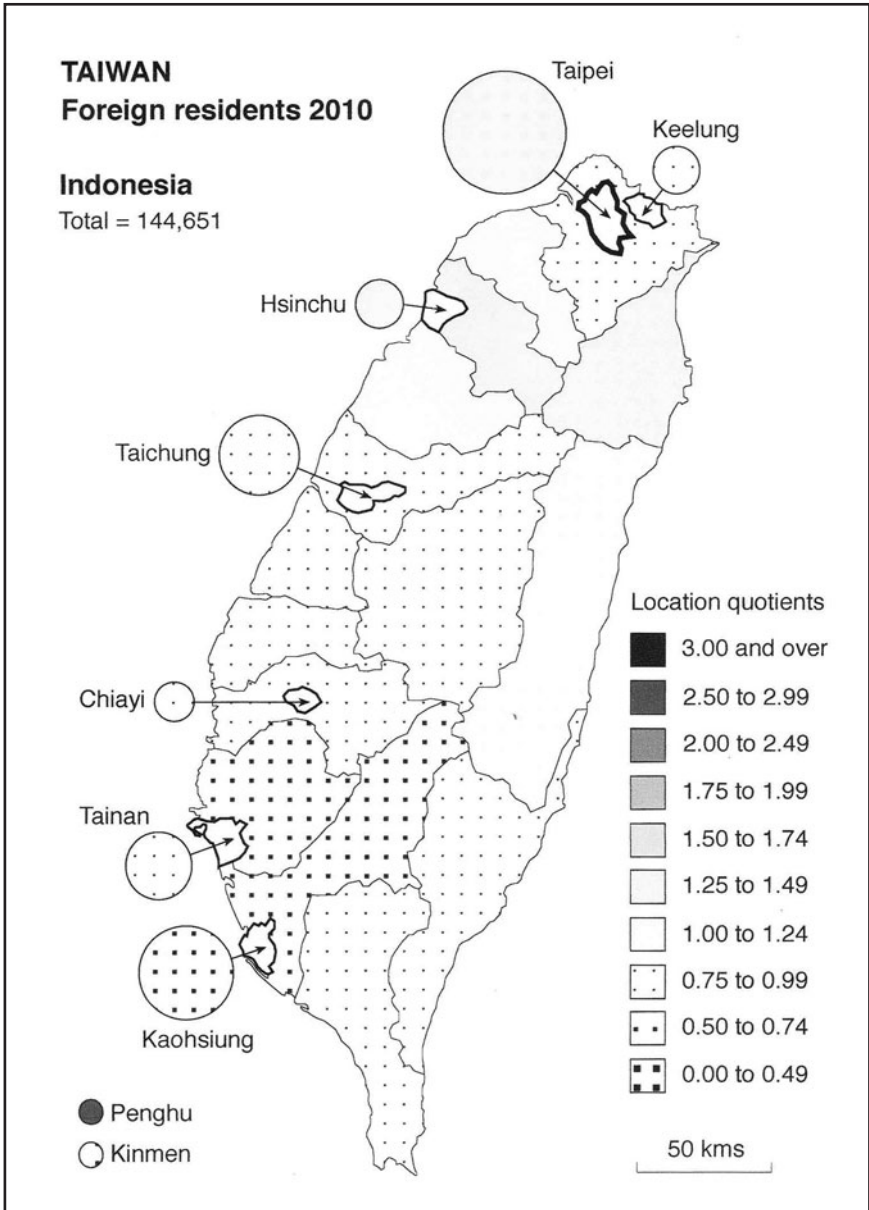 TAIWAN
Foreign residents 2010
Indonesia
Total = 144,651
Taipei
Keelung
Hsinchu
Taichung
Chiayi
Tainan
Kaohsiung
Penghu
Kinmen
Location quotients
3.00 and over
2.50 to 2.99
2.00 to 2.49
1.75 to 1.99
1.50 to 1.74
1.25 to 1.49
1.00 to 1.24
0.75 to 0.99
0.50 to 0.74
0.00 to 0.49
50 kms